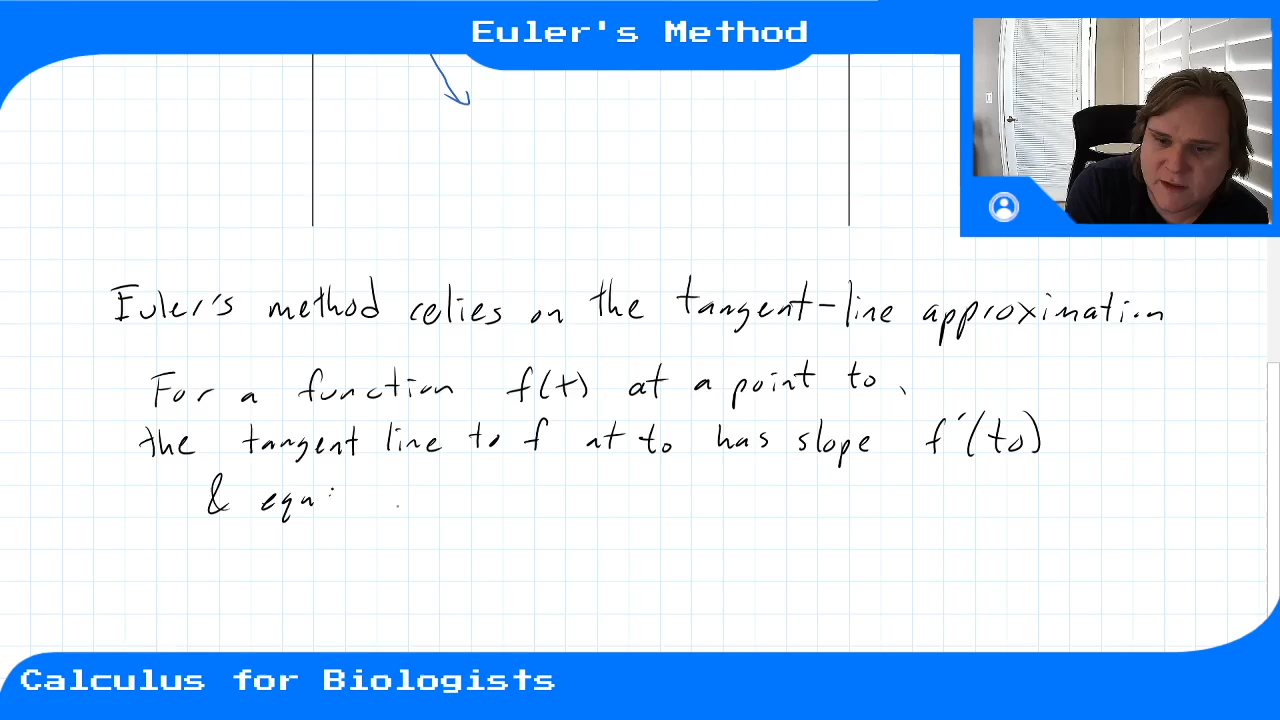 Euler's Method
Euler's method relies on the tangent-line approximation
For a function f(t) at a point to,
the tangent line to f at to has slope f'(to)
& eqn:
Calculus for Biologists